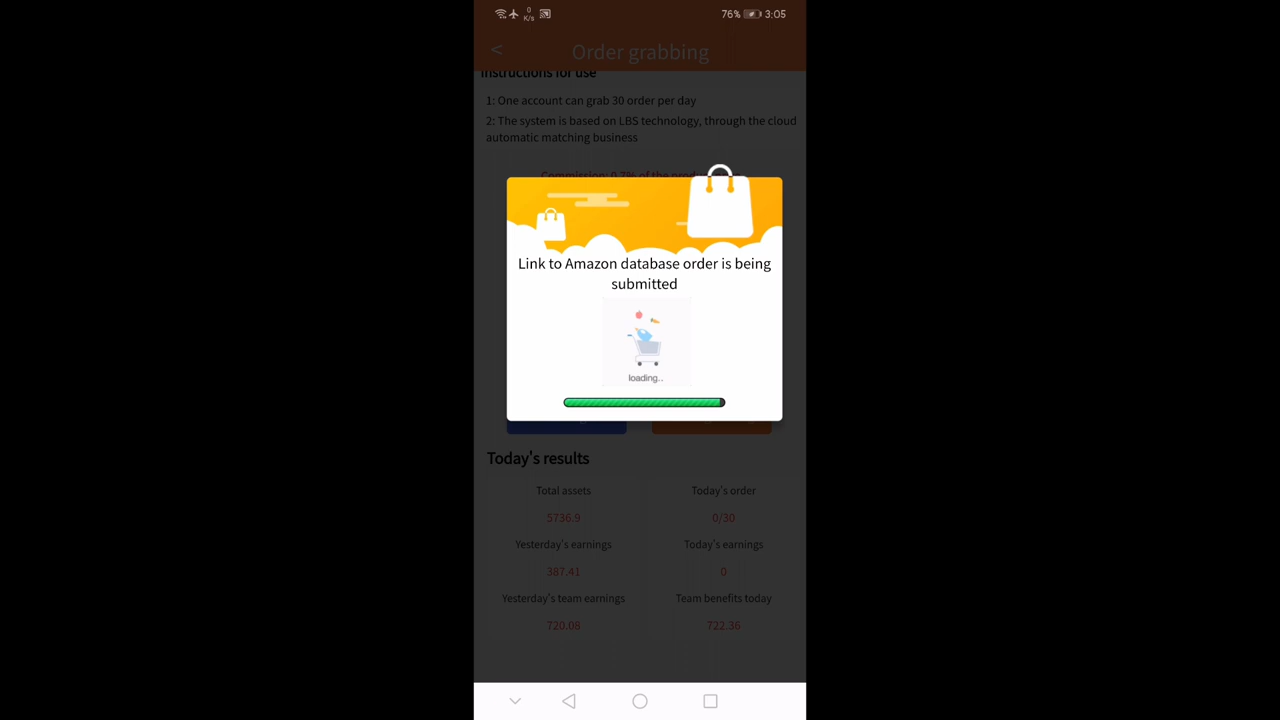 0
K/s
76%
3:05
<
Order grabbing
Instructions for use
1: One account can grab 30 order per day
2: The system is based on LBS technology, through the cloud
automatic matching business
Commission: 0.7% of the
Link to Amazon database order is being
submitted
loading..
Today's results
Total assets
Today's order
5736.9
0/30
Yesterday's earnings
Today's earnings
387.41
0
Yesterday's team earnings
Team benefits today
720.08
722.36